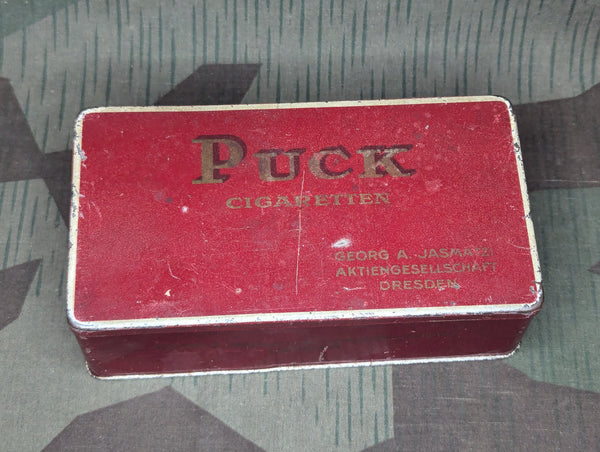 PUCK
CIGARETTEN
GEORG A. JASMATZI
AKTIENGESELLSCHAFT
DRESDEN